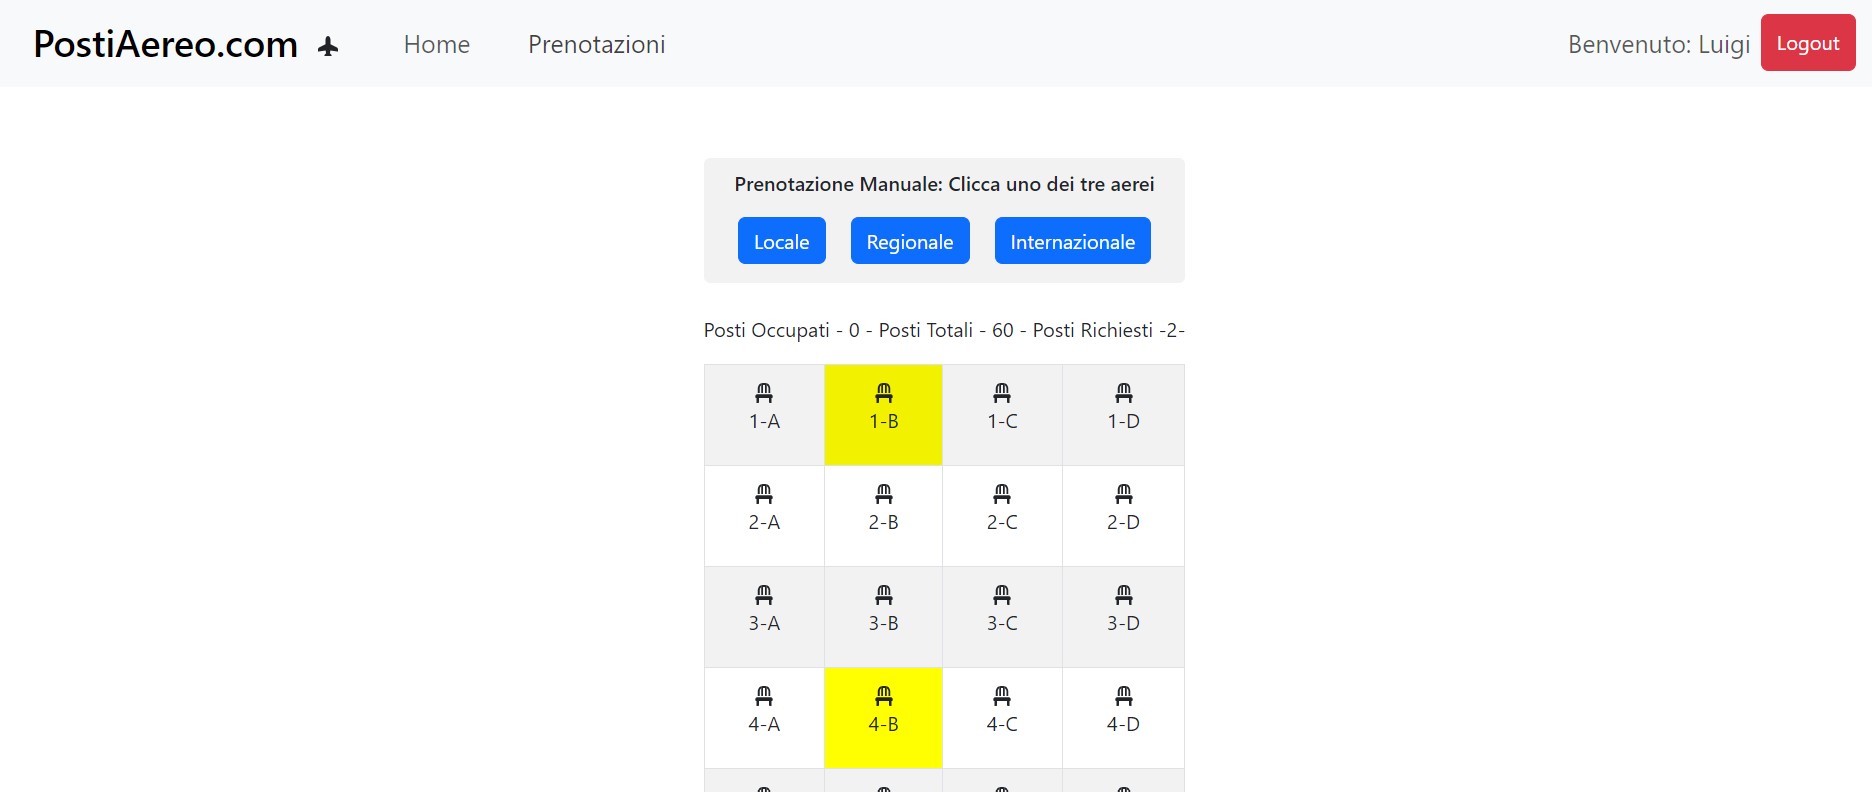 PostiAereo.com Home Prenotazioni Benvenuto: Luigi Logout
Prenotazione Manuale: Clicca uno dei tre aerei
Locale Regionale Internazionale
Posti Occupati - 0 - Posti Totali - 60 - Posti Richiesti -2-
1-A 1-B 1-C 1-D
2-A 2-B 2-C 2-D
3-A 3-B 3-C 3-D
4-A 4-B 4-C 4-D